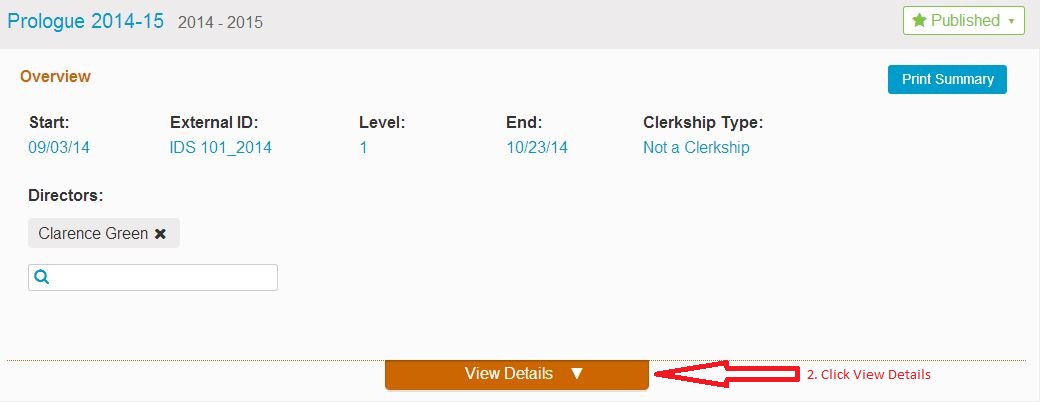 Prologue 2014-15 2014 - 2015 Published
Overview Print Summary
Start: External ID: Level: End: Clerkship Type:
09/03/14 IDS 101_2014 1 10/23/14 Not a Clerkship
Directors:
Clarence Green
View Details 2. Click View Details